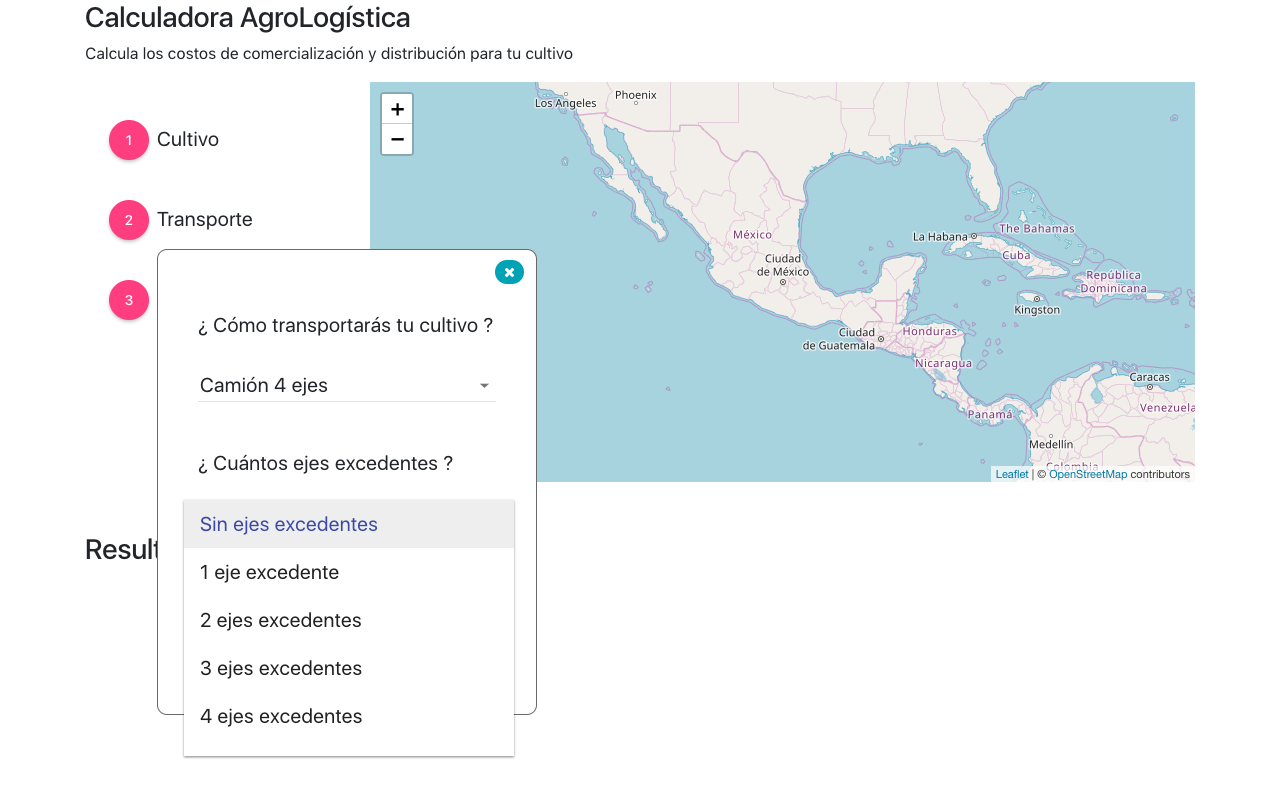 Calculadora AgroLogística
Calcula los costos de comercialización y distribución para tu cultivo
1 Cultivo
2 Transporte
3
¿ Cómo transportarás tu cultivo ?
Camión 4 ejes
¿ Cuántos ejes excedentes ?
Sin ejes excedentes
1 eje excedente
2 ejes excedentes
3 ejes excedentes
4 ejes excedentes
Result
+
−
Los Angeles
Phoenix
México
Ciudad
de México
La Habana
The Bahamas
Cuba
República
Dominicana
Kingston
Ciudad
de Guatemala
Honduras
Nicaragua
Caracas
Venezuela
Panamá
Medellín
Colombia
Leaflet | © OpenStreetMap contributors